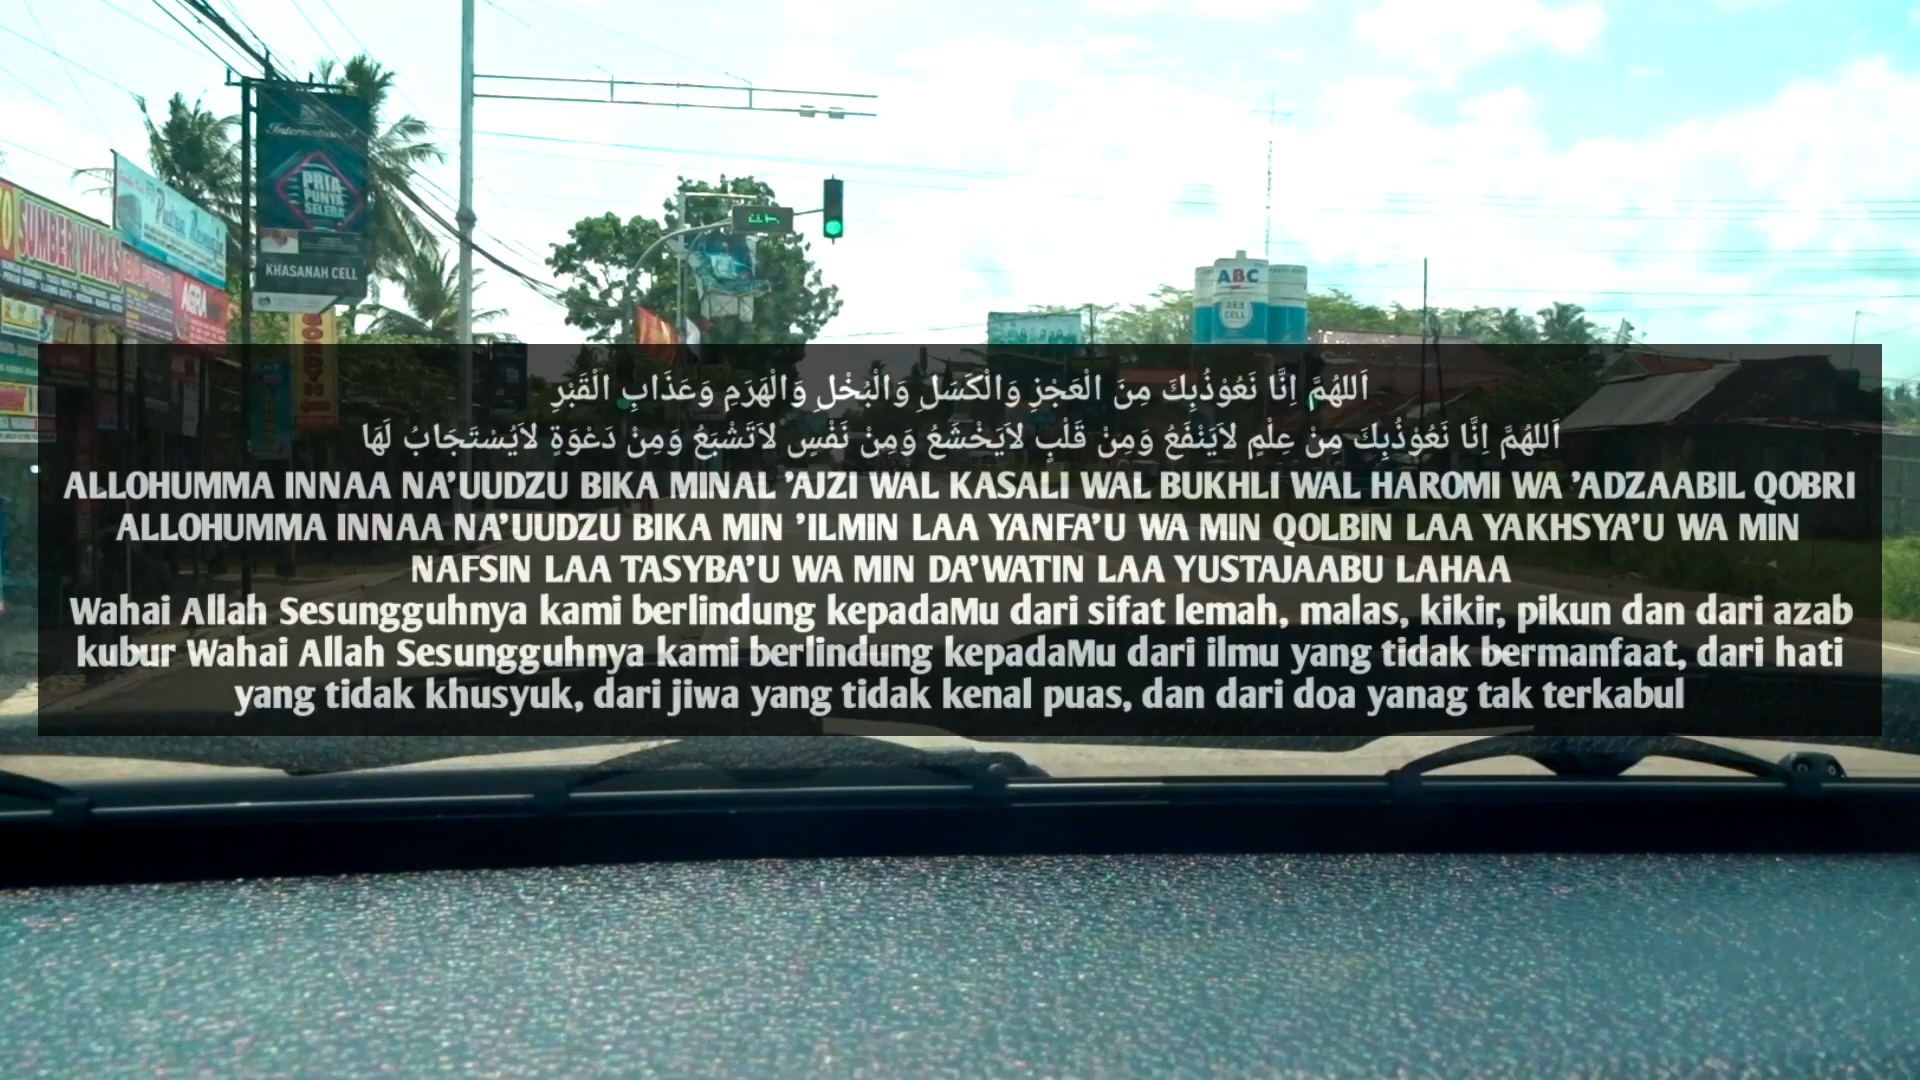 PRIA
PUNYA
SELERA
KHASANAH CELL
SUMBER WARAS
ABC
DRY
CELL
اَللهُمَّ اِنَّا نَعُوْذُبِكَ مِنَ الْعَجْزِ وَالْكَسَلِ وَالْبُخْلِ وَالْهَرَمِ وَعَذَابِ الْقَبْرِ
اَللهُمَّ اِنَّا نَعُوْذُبِكَ مِنْ عِلْمٍ لاَيَنْفَعُ وَمِنْ قَلْبٍ لاَيَخْشَعُ وَمِنْ نَفْسٍ لاَتَشْبَعُ وَمِنْ دَعْوَةٍ لاَيُسْتَجَابُ لَهَا
ALLOHUMMA INNAA NA’UUDZU BIKA MINAL ’AJZI WAL KASALI WAL BUKHLI WAL HAROMI WA ’ADZAABIL QOBRI
ALLOHUMMA INNAA NA’UUDZU BIKA MIN ’ILMIN LAA YANFA’U WA MIN QOLBIN LAA YAKHSYA’U WA MIN
NAFSIN LAA TASYBA’U WA MIN DA’WATIN LAA YUSTAJAABU LAHAA
Wahai Allah Sesungguhnya kami berlindung kepadaMu dari sifat lemah, malas, kikir, pikun dan dari azab
kubur Wahai Allah Sesungguhnya kami berlindung kepadaMu dari ilmu yang tidak bermanfaat, dari hati
yang tidak khusyuk, dari jiwa yang tidak kenal puas, dan dari doa yanag tak terkabul